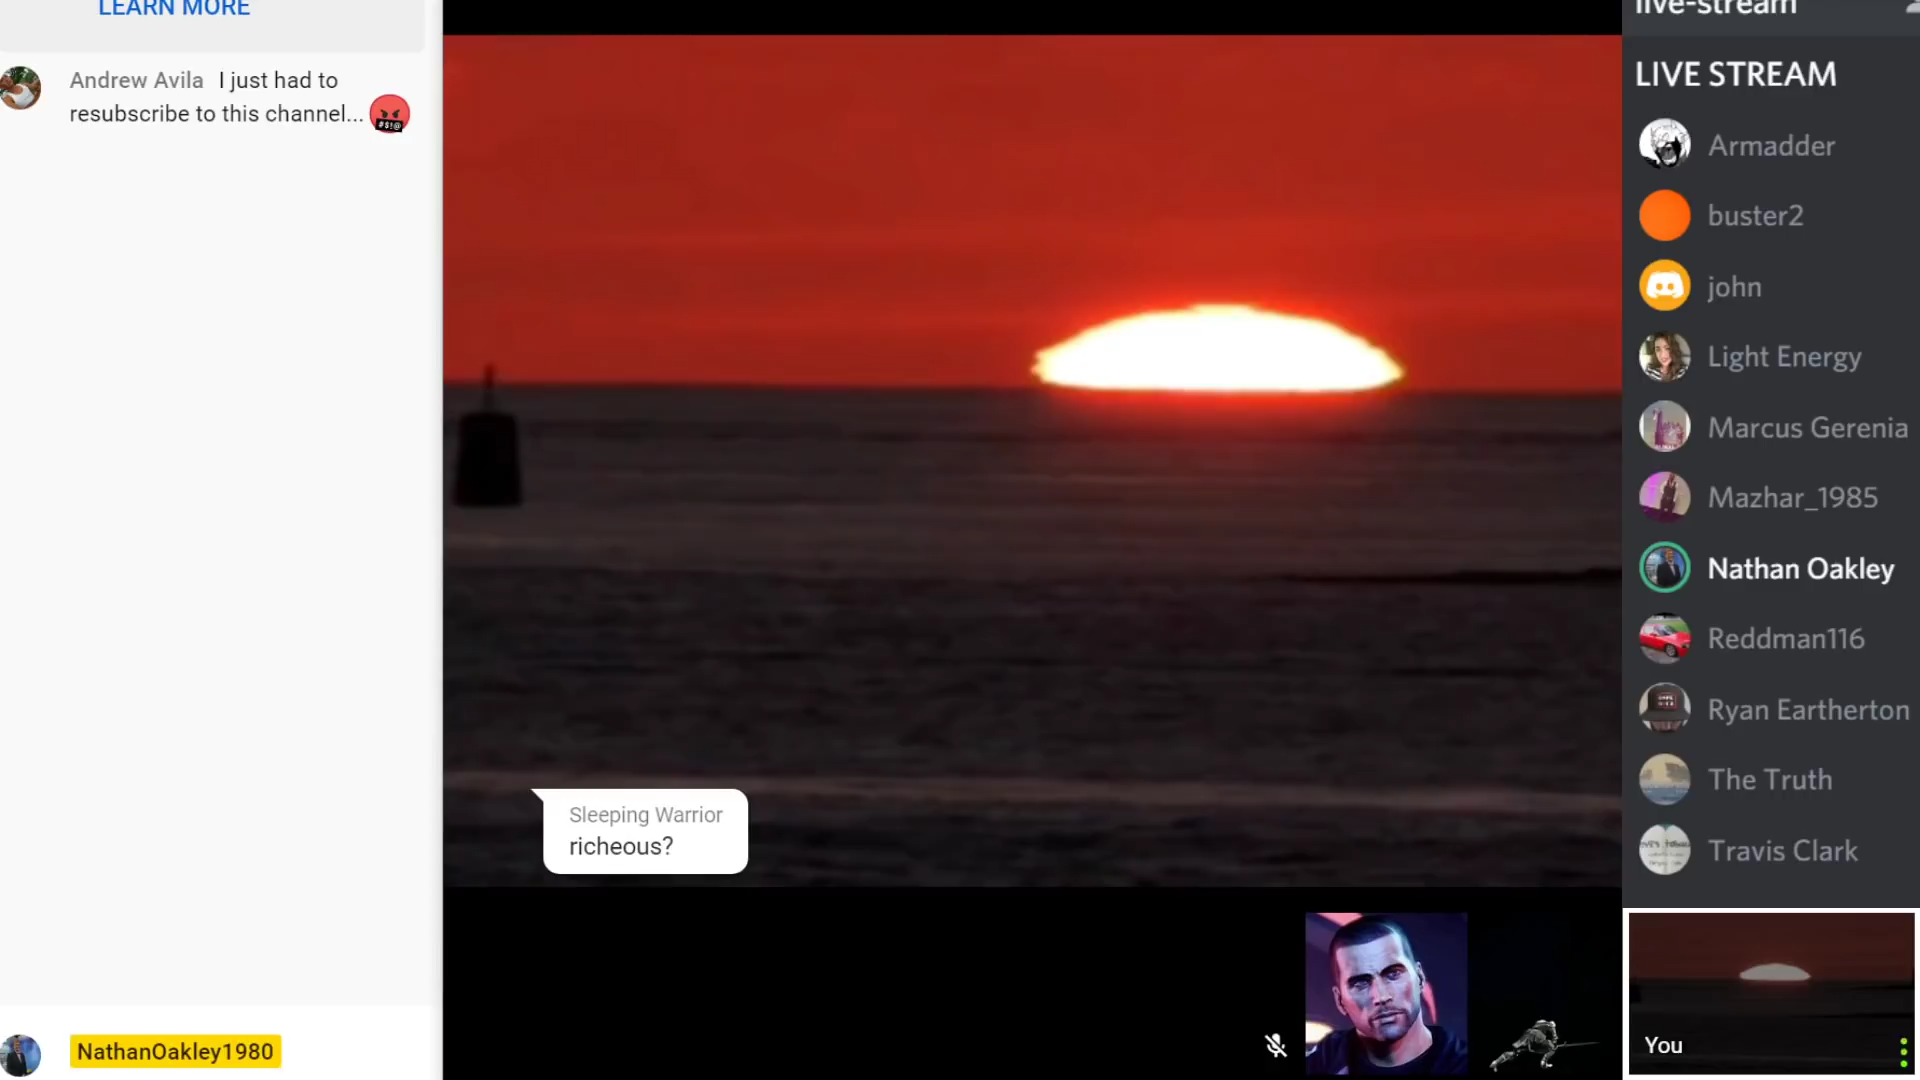 LEARN MORE
Andrew Avila I just had to
resubscribe to this channel...
NathanOakley1980
Sleeping Warrior
richeous?
live-stream
LIVE STREAM
Armadder
buster2
john
Light Energy
Marcus Gerenia
Mazhar_1985
Nathan Oakley
Reddman116
Ryan Eartherton
The Truth
Travis Clark
You